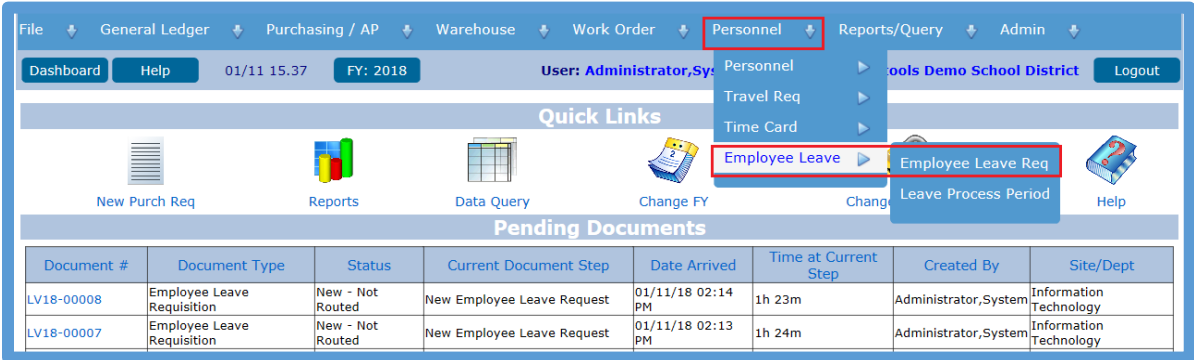 File General Ledger Purchasing / AP Warehouse Work Order Personnel Reports/Query Admin
Dashboard Help 01/11 15.37 FY: 2018 User: Administrator,Sys ools Demo School District Logout
Personnel
Travel Req
Time Card
Employee Leave
Employee Leave Req
Leave Process Period
Quick Links
New Purch Req Reports Data Query Change FY Chang Help
Pending Documents
Document # Document Type Status Current Document Step Date Arrived Time at Current Step Created By Site/Dept
LV18-00008 Employee Leave Requisition New - Not Routed New Employee Leave Request 01/11/18 02:14 PM 1h 23m Administrator,System Information Technology
LV18-00007 Employee Leave Requisition New - Not Routed New Employee Leave Request 01/11/18 02:13 PM 1h 24m Administrator,System Information Technology